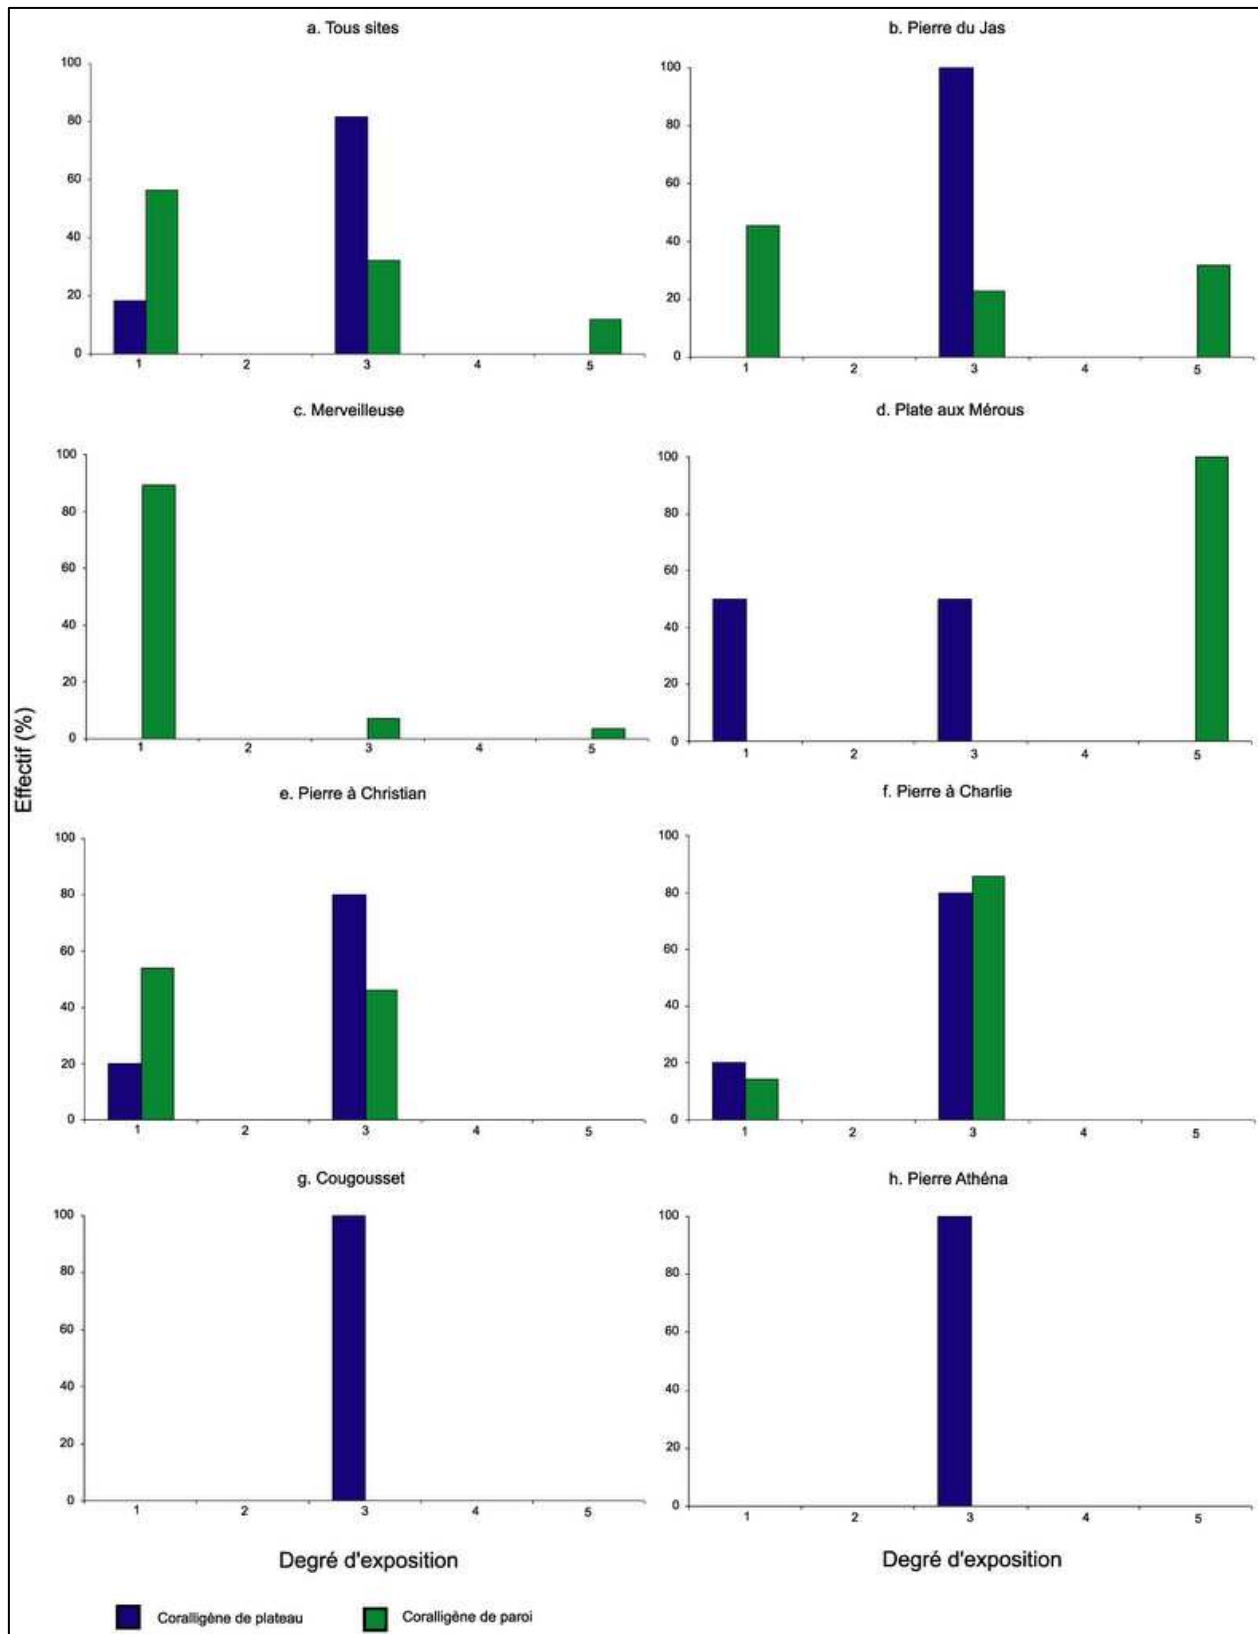 a. Tous sites
100
80
60
40
20
0
1 2 3 4 5
b. Pierre du Jas
100
80
60
40
20
0
1 2 3 4 5
c. Merveilleuse
100
80
60
40
20
0
1 2 3 4 5
d. Plate aux Mérous
100
80
60
40
20
0
1 2 3 4 5
Effectif (%)
e. Pierre à Christian
100
80
60
40
20
0
1 2 3 4 5
f. Pierre à Charlie
100
80
60
40
20
0
1 2 3 4 5
g. Cougousset
100
80
60
40
20
0
1 2 3 4 5
h. Pierre Athéna
100
80
60
40
20
0
1 2 3 4 5
Degré d'exposition
Degré d'exposition
Coralligène de plateau
Coralligène de paroi